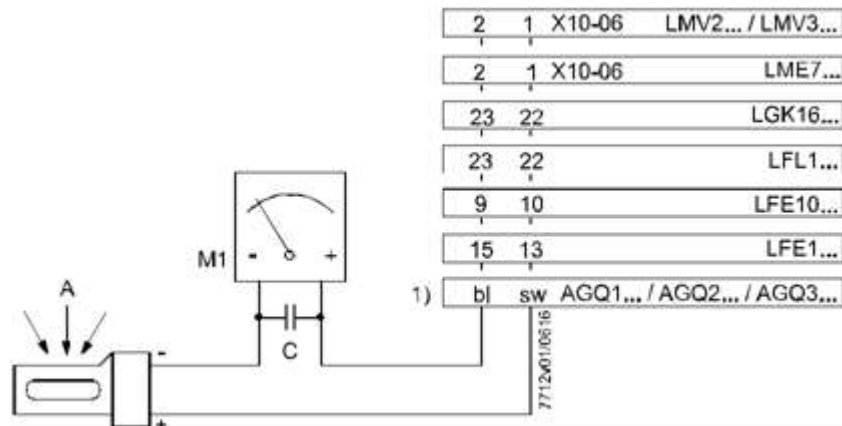 2 1 X10-06 LMV2... / LMV3...
2 1 X10-06 LME7...
23 22 LGK16...
23 22 LFL1...
9 10 LFE10...
15 13 LFE1...
1) bl sw AGQ1... / AGQ2... / AGQ3...
M1 - +
A
C
-
+
7712v01/0616